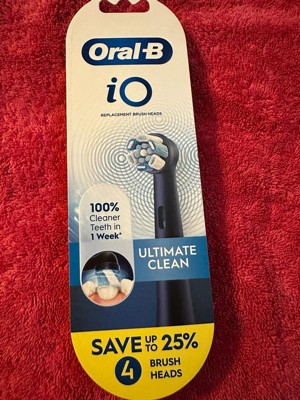 Oral-B
iO
REPLACEMENT BRUSH HEADS
100%
Cleaner
Teeth in
1 Week*
ULTIMATE
CLEAN
SAVE UP TO 25%
4 BRUSH
HEADS